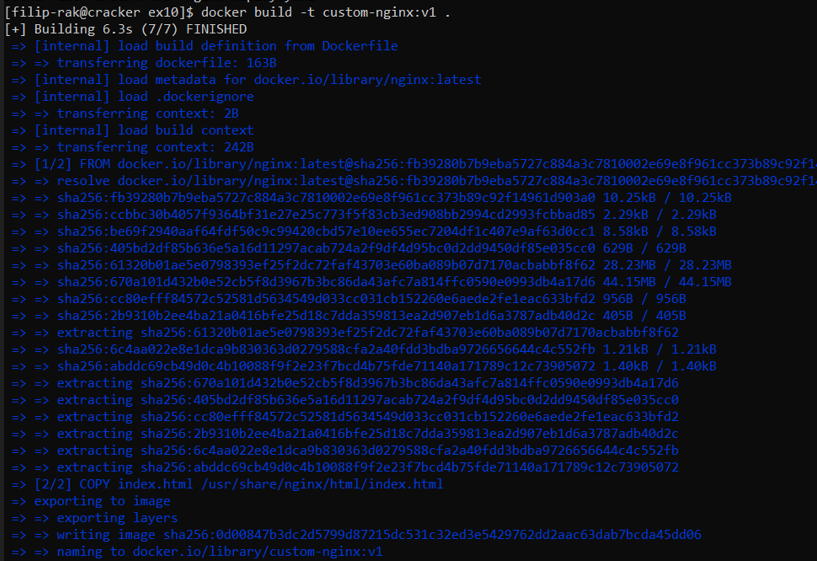 [filip-rak@cracker ex10]$ docker build -t custom-nginx:v1 .
[+] Building 6.3s (7/7) FINISHED
=> [internal] load build definition from Dockerfile
=> => transferring dockerfile: 163B
=> [internal] load metadata for docker.io/library/nginx:latest
=> [internal] load .dockerignore
=> => transferring context: 2B
=> [internal] load build context
=> => transferring context: 242B
=> [1/2] FROM docker.io/library/nginx:latest@sha256:fb39280b7b9eba5727c884a3c7810002e69e8f961cc373b89c92f14
=> => resolve docker.io/library/nginx:latest@sha256:fb39280b7b9eba5727c884a3c7810002e69e8f961cc373b89c92f14
=> => sha256:fb39280b7b9eba5727c884a3c7810002e69e8f961cc373b89c92f14961d903a0 10.25kB / 10.25kB
=> => sha256:ccbbc30b4057f9364bf31e27e25c773f5f83cb3ed908bb2994cd2993fcbbad85 2.29kB / 2.29kB
=> => sha256:be69f2940aaf64fdf50c9c99420cbd57e10ee655ec7204df1c407e9af63d0cc1 8.58kB / 8.58kB
=> => sha256:405bd2df85b636e5a16d11297acab724a2f9df4d95bc0d2dd9450df85e035cc0 629B / 629B
=> => sha256:61320b01ae5e0798393ef25f2dc72faf43703e60ba089b07d7170acbabbf8f62 28.23MB / 28.23MB
=> => sha256:670a101d432b0e52cb5f8d3967b3bc86da43afc7a814ffc0590e0993db4a17d6 44.15MB / 44.15MB
=> => sha256:cc80efff84572c52581d5634549d033cc031cb152260e6aede2fe1eac633bfd2 956B / 956B
=> => sha256:2b9310b2ee4ba21a0416bfe25d18c7dda359813ea2d907eb1d6a3787adb40d2c 405B / 405B
=> => extracting sha256:61320b01ae5e0798393ef25f2dc72faf43703e60ba089b07d7170acbabbf8f62
=> => sha256:6c4aa022e8e1dca9b830363d0279588cfa2a40fdd3bdba9726656644c4c552fb 1.21kB / 1.21kB
=> => sha256:abddc69cb49d0c4b10088f9f2e23f7bcd4b75fde71140a171789c12c73905072 1.40kB / 1.40kB
=> => extracting sha256:670a101d432b0e52cb5f8d3967b3bc86da43afc7a814ffc0590e0993db4a17d6
=> => extracting sha256:405bd2df85b636e5a16d11297acab724a2f9df4d95bc0d2dd9450df85e035cc0
=> => extracting sha256:cc80efff84572c52581d5634549d033cc031cb152260e6aede2fe1eac633bfd2
=> => extracting sha256:2b9310b2ee4ba21a0416bfe25d18c7dda359813ea2d907eb1d6a3787adb40d2c
=> => extracting sha256:6c4aa022e8e1dca9b830363d0279588cfa2a40fdd3bdba9726656644c4c552fb
=> => extracting sha256:abddc69cb49d0c4b10088f9f2e23f7bcd4b75fde71140a171789c12c73905072
=> [2/2] COPY index.html /usr/share/nginx/html/index.html
=> exporting to image
=> => exporting layers
=> => writing image sha256:0d00847b3dc2d5799d87215dc531c32ed3e5429762dd2aac63dab7bcda45dd06
=> => naming to docker.io/library/custom-nginx:v1